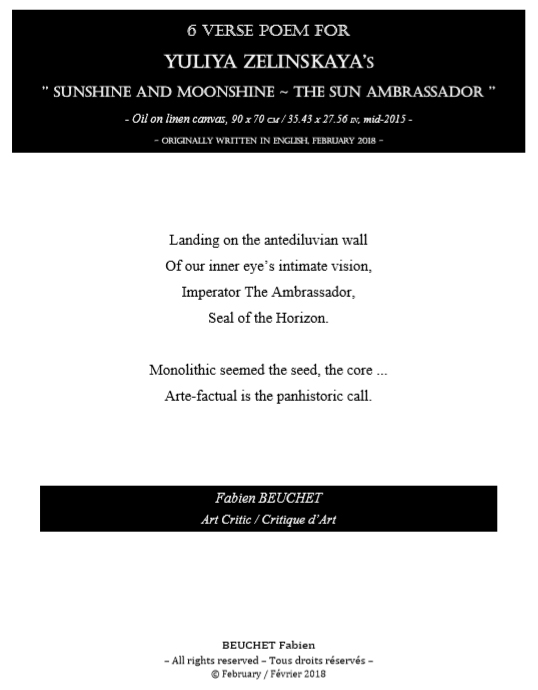 6 VERSE POEM FOR
YULIYA ZELINSKAYA's
" SUNSHINE AND MOONSHINE ~ THE SUN AMBASSADOR "
- Oil on linen canvas, 90 x 70 CM / 35.43 x 27.56 IN, mid-2015 -
~ ORIGINALLY WRITTEN IN ENGLISH, FEBRUARY 2018 ~
Landing on the antediluvian wall
Of our inner eye's intimate vision,
Imperator The Ambassador,
Seal of the Horizon.
Monolithic seemed the seed, the core ...
Arte-factual is the panhistoric call.
Fabien BEUCHET
Art Critic / Critique d'Art
BEUCHET Fabien
– All rights reserved – Tous droits réservés –
© February / Février 2018